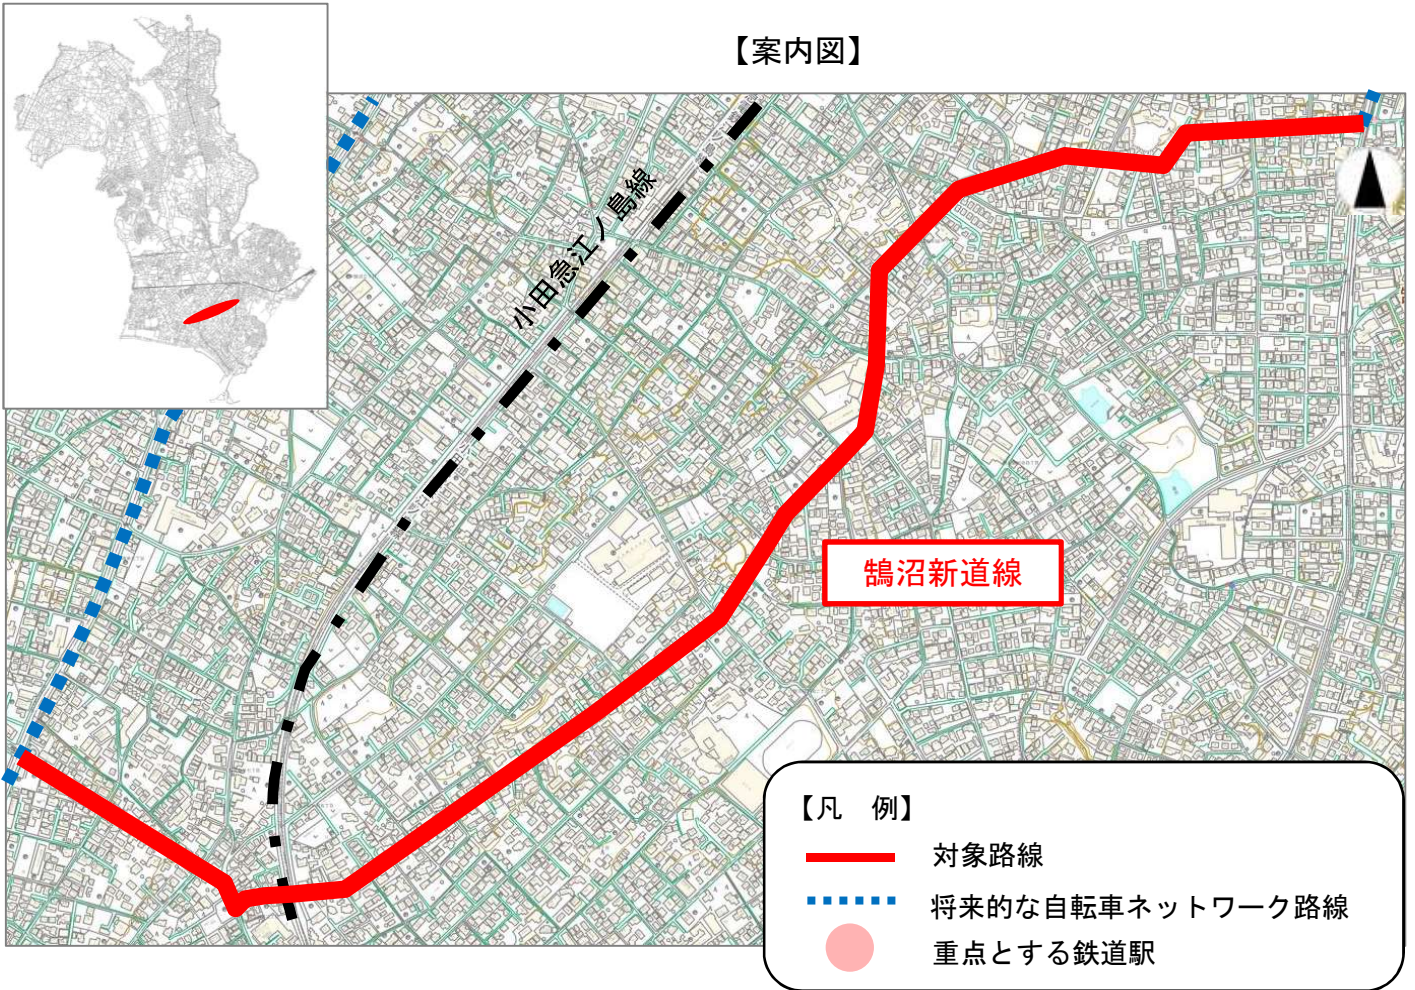 【案内図】
小田急江ノ島線
鵠沼新道線
【凡　例】
対象路線
将来的な自転車ネットワーク路線
重点とする鉄道駅